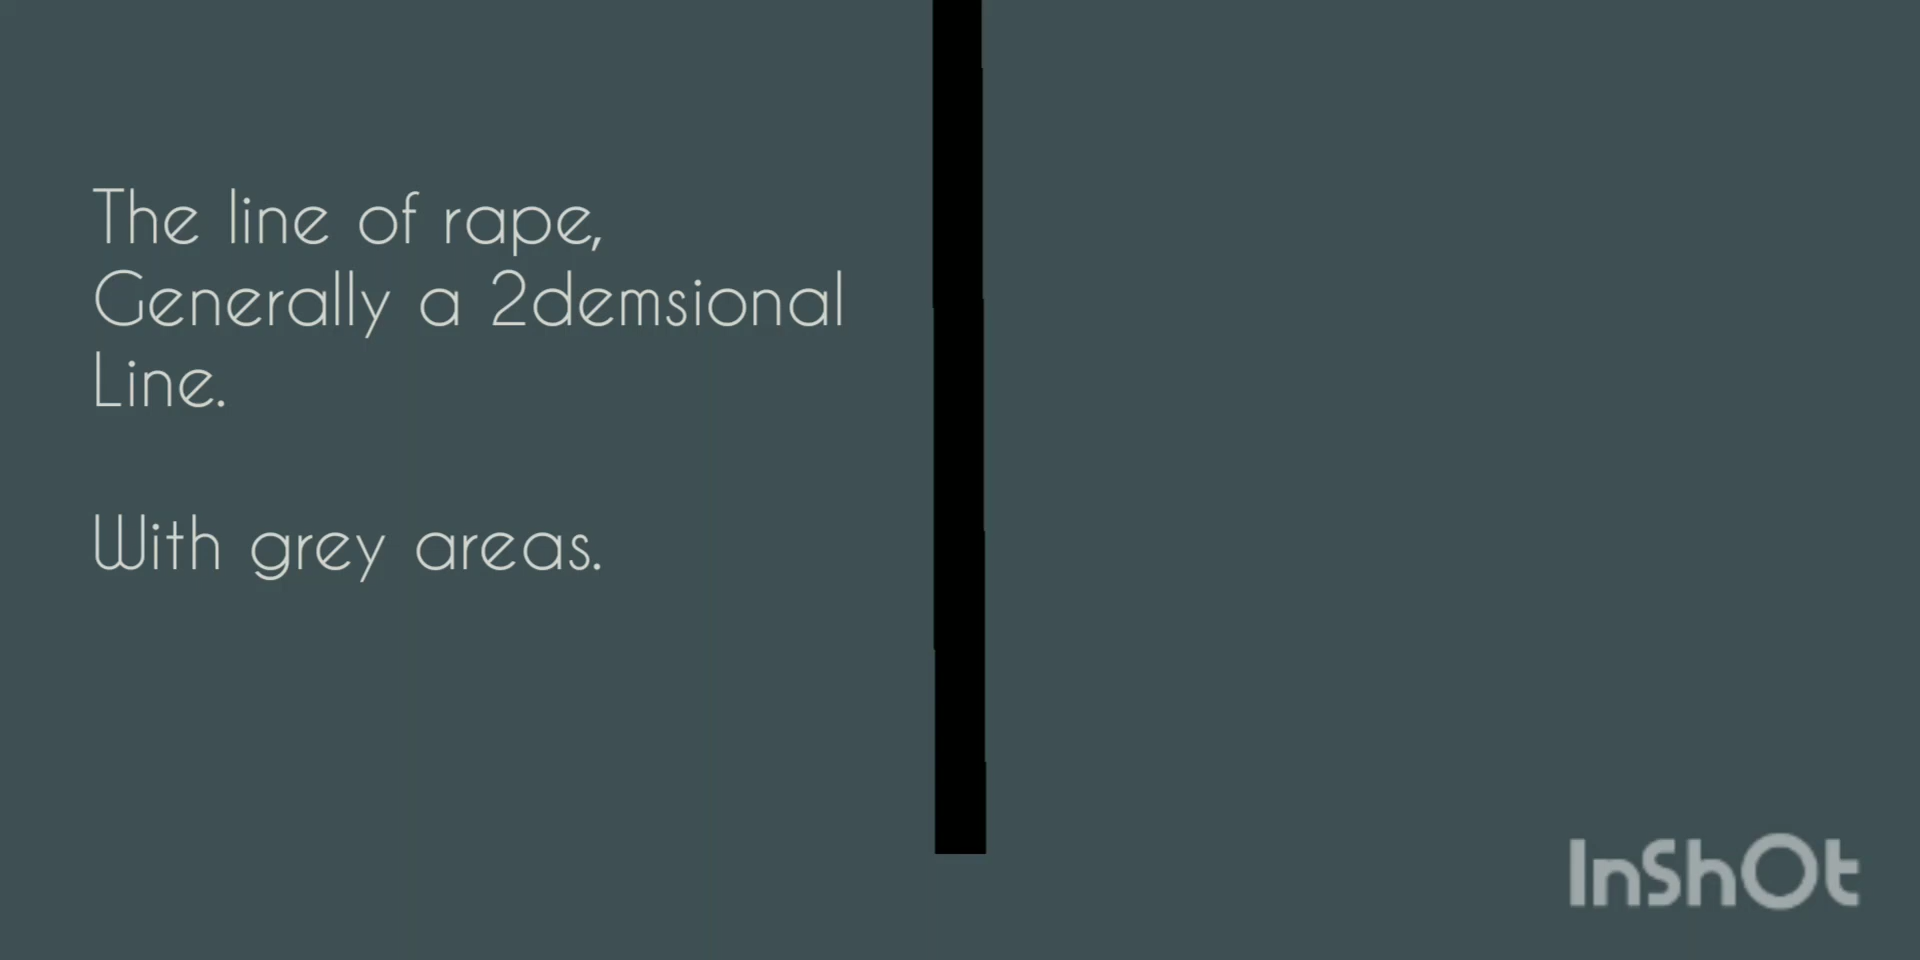 The line of rape,
Generally a 2demsional
Line.
With grey areas.
InShOt